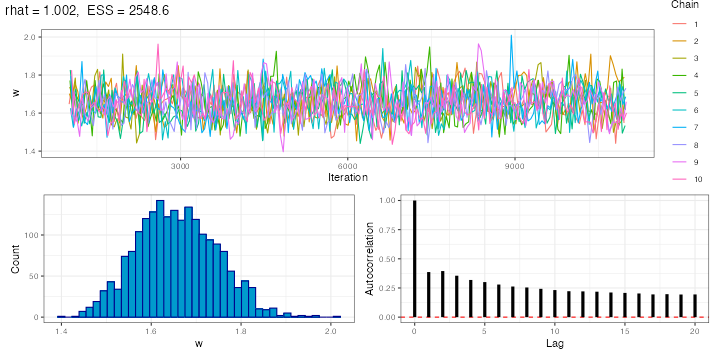 rhat = 1.002, ESS = 2548.6
Chain
1
2
3
4
5
6
7
8
9
10
2.0
1.8
1.6
1.4
w
3000 6000 9000
Iteration
100
50
0
Count
1.4 1.6 1.8 2.0
w
1.00
0.75
0.50
0.25
0.00
Autocorrelation
0 5 10 15 20
Lag